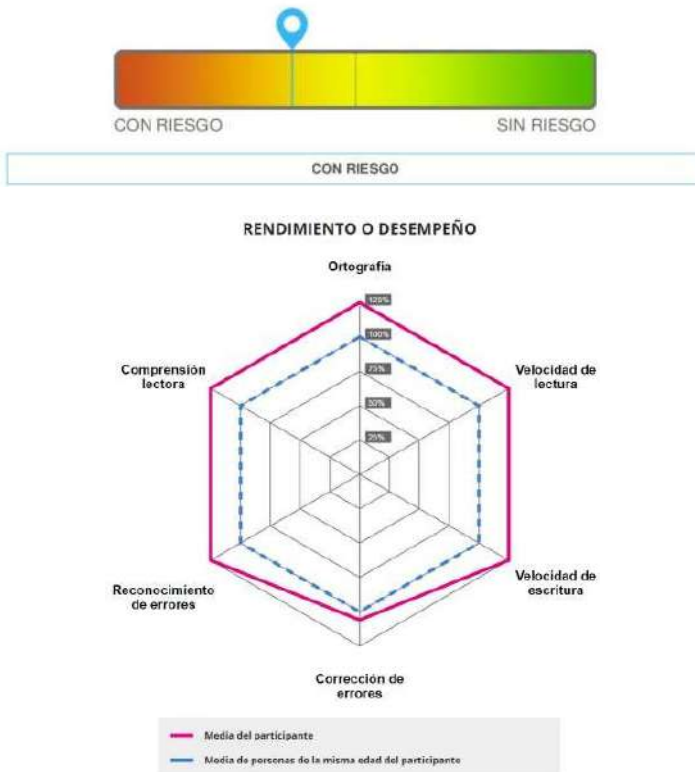 CON RIESGO
SIN RIESGO
CON RIESGO
RENDIMIENTO O DESEMPEÑO
Ortografía
125%
100%
75%
50%
25%
Comprensión
lectora
Velocidad de
lectura
Reconocimiento
de errores
Velocidad de
escritura
Corrección de
errores
Media del participante
Media de personas de la misma edad del participante